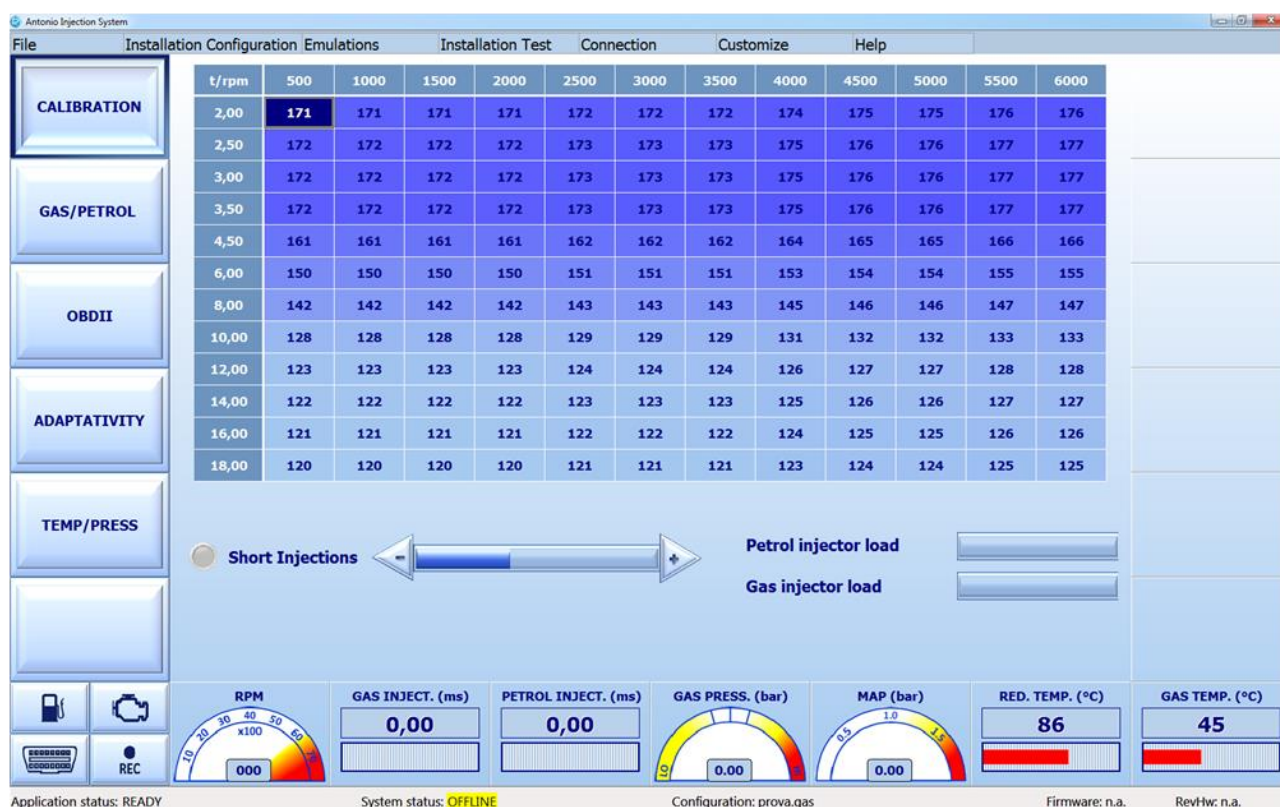 Antonio Injection System
File Installation Configuration Emulations Installation Test Connection Customize Help
CALIBRATION
GAS/PETROL
OBDII
ADAPTATIVITY
TEMP/PRESS
t/rpm 500 1000 1500 2000 2500 3000 3500 4000 4500 5000 5500 6000
2,00 171 171 171 171 172 172 172 174 175 175 176 176
2,50 172 172 172 172 173 173 173 175 176 176 177 177
3,00 172 172 172 172 173 173 173 175 176 176 177 177
3,50 172 172 172 172 173 173 173 175 176 176 177 177
4,50 161 161 161 161 162 162 162 164 165 165 166 166
6,00 150 150 150 150 151 151 151 153 154 154 155 155
8,00 142 142 142 142 143 143 143 145 146 146 147 147
10,00 128 128 128 128 129 129 129 131 132 132 133 133
12,00 123 123 123 123 124 124 124 126 127 127 128 128
14,00 122 122 122 122 123 123 123 125 126 126 127 127
16,00 121 121 121 121 122 122 122 124 125 125 126 126
18,00 120 120 120 120 121 121 121 123 124 124 125 125
Short Injections - +
Petrol injector load
Gas injector load
REC
RPM
10 20 30 40 50 60 70
x100
000
GAS INJECT. (ms)
0,00
PETROL INJECT. (ms)
0,00
GAS PRESS. (bar)
LO
0.00
MAP (bar)
0.5 1.0 1.5
0.00
RED. TEMP. (°C)
86
GAS TEMP. (°C)
45
Application status: READY System status: OFFLINE Configuration: prova.gas Firmware: n.a. RevHw: n.a.